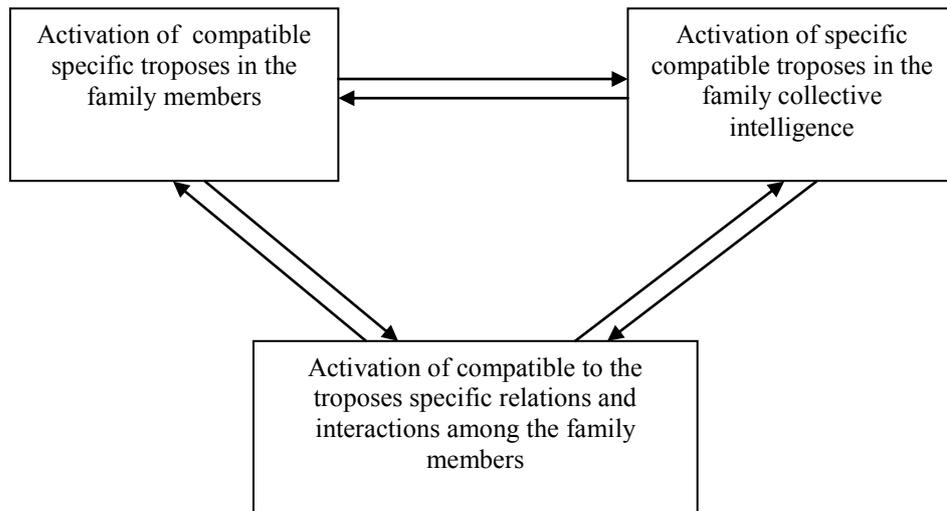 Activation of compatible
specific troposes in the
family members
Activation of specific
compatible troposes in the
family collective
intelligence
Activation of compatible to the
troposes specific relations and
interactions among the family
members